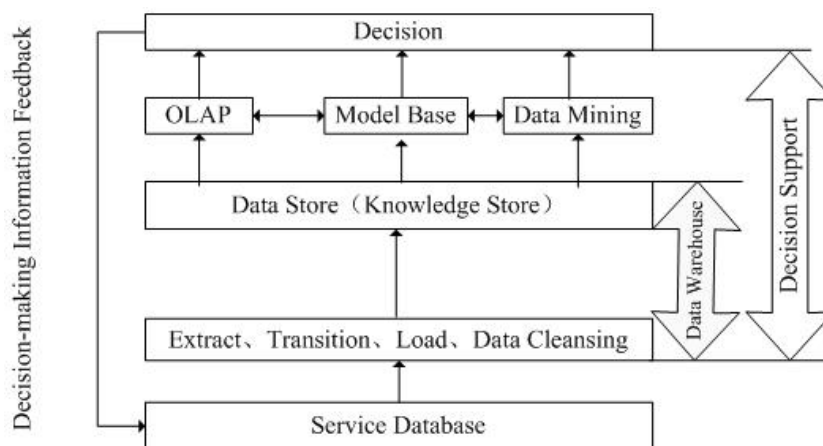 Decision-making Information Feedback
Decision
OLAP
Model Base
Data Mining
Data Store（Knowledge Store）
Extract、Transition、Load、Data Cleansing
Service Database
Data Warehouse
Decision Support